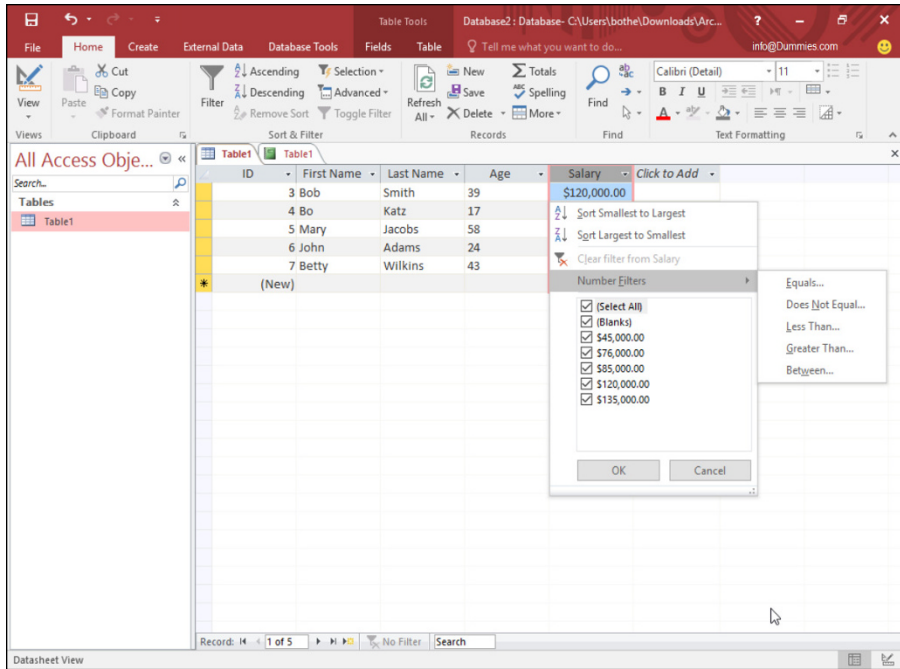 Table Tools
Database2 : Database- C:\Users\bothe\Downloads\Arc...
?
File Home Create External Data Database Tools Fields Table Tell me what you want to do... info@Dummies.com
View
Views
Paste
Cut
Copy
Format Painter
Clipboard
Filter
Ascending
Descending
Remove Sort
Selection
Advanced
Toggle Filter
Sort & Filter
Refresh
All
New
Save
Delete
Totals
Spelling
More
Records
Find
Find
Calibri (Detail) 11
B I U
A
Text Formatting
All Access Obje...
Search...
Tables
Table1
Table1 Table1
ID First Name Last Name Age Salary Click to Add
3 Bob Smith 39 $120,000.00
4 Bo Katz 17
5 Mary Jacobs 58
6 John Adams 24
7 Betty Wilkins 43
* (New)
Sort Smallest to Largest
Sort Largest to Smallest
Clear filter from Salary
Number Filters
(Select All)
(Blanks)
$45,000.00
$76,000.00
$85,000.00
$120,000.00
$135,000.00
OK Cancel
Equals...
Does Not Equal...
Less Than...
Greater Than...
Between...
Record: 1 of 5 No Filter Search
Datasheet View